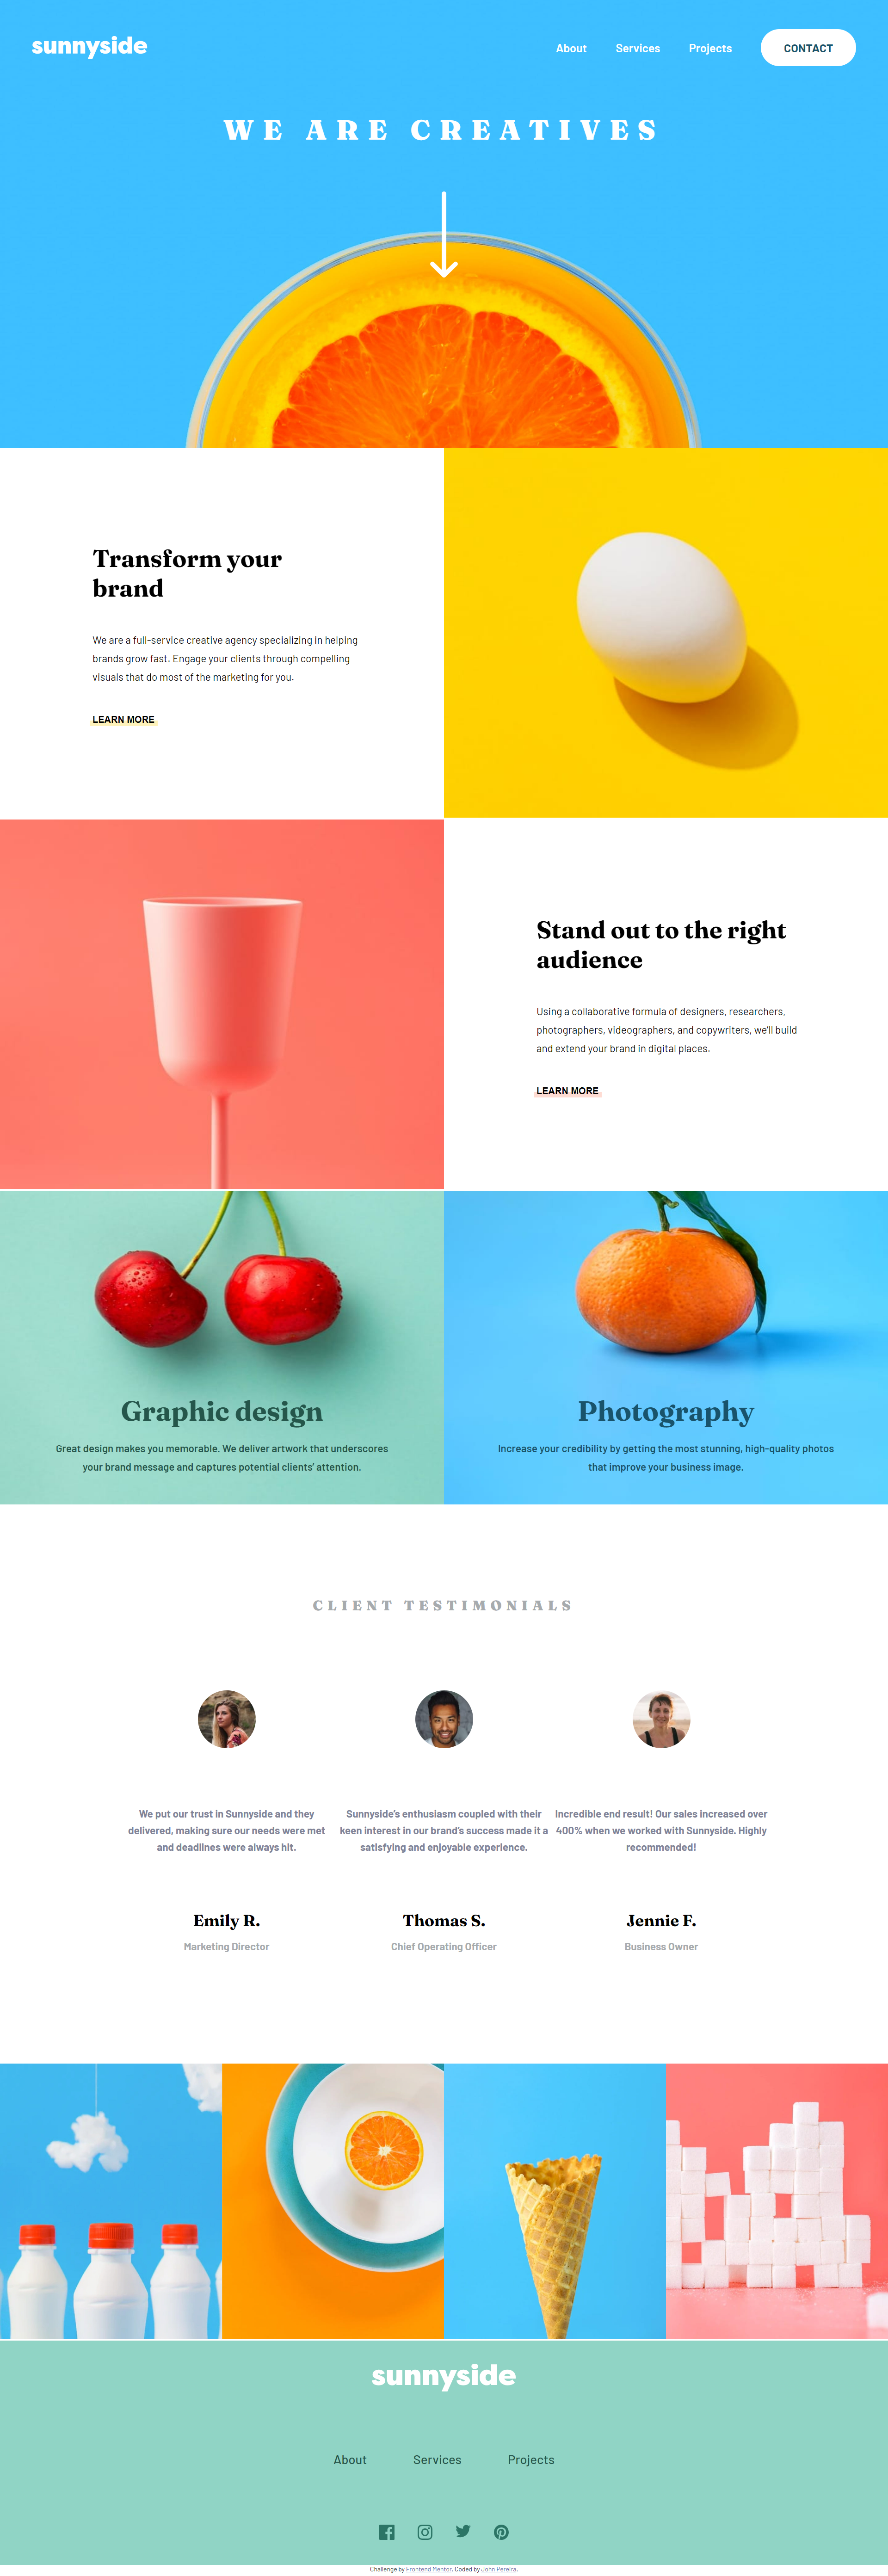 sunnyside
About Services Projects CONTACT
WE ARE CREATIVES
Transform your
brand
We are a full-service creative agency specializing in helping
brands grow fast. Engage your clients through compelling
visuals that do most of the marketing for you.
LEARN MORE
Stand out to the right
audience
Using a collaborative formula of designers, researchers,
photographers, videographers, and copywriters, we'll build
and extend your brand in digital places.
LEARN MORE
Graphic design
Great design makes you memorable. We deliver artwork that underscores
your brand message and captures potential clients' attention.
Photography
Increase your credibility by getting the most stunning, high-quality photos
that improve your business image.
CLIENT TESTIMONIALS
We put our trust in Sunnyside and they
delivered, making sure our needs were met
and deadlines were always hit.
Emily R.
Marketing Director
Sunnyside's enthusiasm coupled with their
keen interest in our brand's success made it a
satisfying and enjoyable experience.
Thomas S.
Chief Operating Officer
Incredible end result! Our sales increased over
400% when we worked with Sunnyside. Highly
recommended!
Jennie F.
Business Owner
sunnyside
About Services Projects
Challenge by Frontend Mentor. Coded by John Pereira.